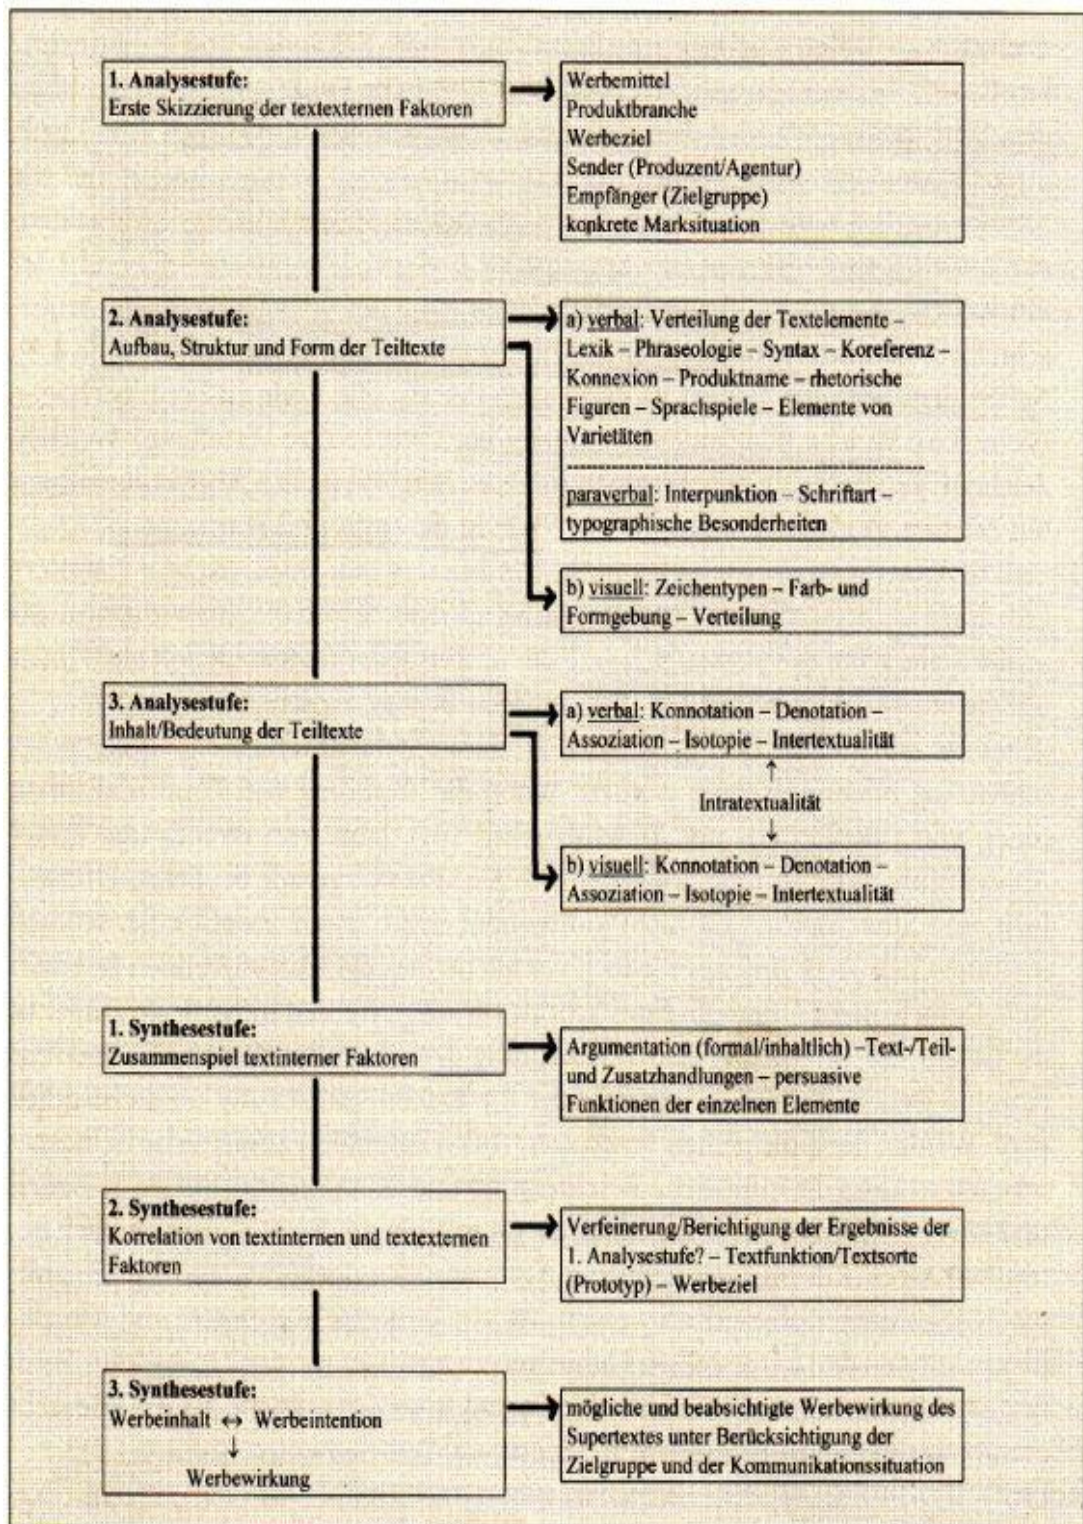 1. Analysestufe:
Erste Skizzierung der textexternen Faktoren
Werbemittel
Produktbranche
Werbeziel
Sender (Produzent/Agentur)
Empfänger (Zielgruppe)
konkrete Marksituation
2. Analysestufe:
Aufbau, Struktur und Form der Teiltexte
a) verbal: Verteilung der Textelemente –
Lexik – Phraseologie – Syntax – Koreferenz –
Konnexion – Produktname – rhetorische
Figuren – Sprachspiele – Elemente von
Varietäten
paraverbal: Interpunktion – Schriftart –
typographische Besonderheiten
b) visuell: Zeichentypen – Farb- und
Formgebung – Verteilung
3. Analysestufe:
Inhalt/Bedeutung der Teiltexte
a) verbal: Konnotation – Denotation –
Assoziation – Isotopie – Intertextualität
↑
Intratextualität
↓
b) visuell: Konnotation – Denotation –
Assoziation – Isotopie – Intertextualität
1. Synthesestufe:
Zusammenspiel textinterner Faktoren
Argumentation (formal/inhaltlich) –Text-/Teil-
und Zusatzhandlungen – persuasive
Funktionen der einzelnen Elemente
2. Synthesestufe:
Korrelation von textinternen und textexternen
Faktoren
Verfeinerung/Berichtigung der Ergebnisse der
1. Analysestufe? – Textfunktion/Textsorte
(Prototyp) – Werbeziel
3. Synthesestufe:
Werbeinhalt ↔ Werbeintention
↓
Werbewirkung
mögliche und beabsichtigte Werbewirkung des
Supertextes unter Berücksichtigung der
Zielgruppe und der Kommunikationssituation